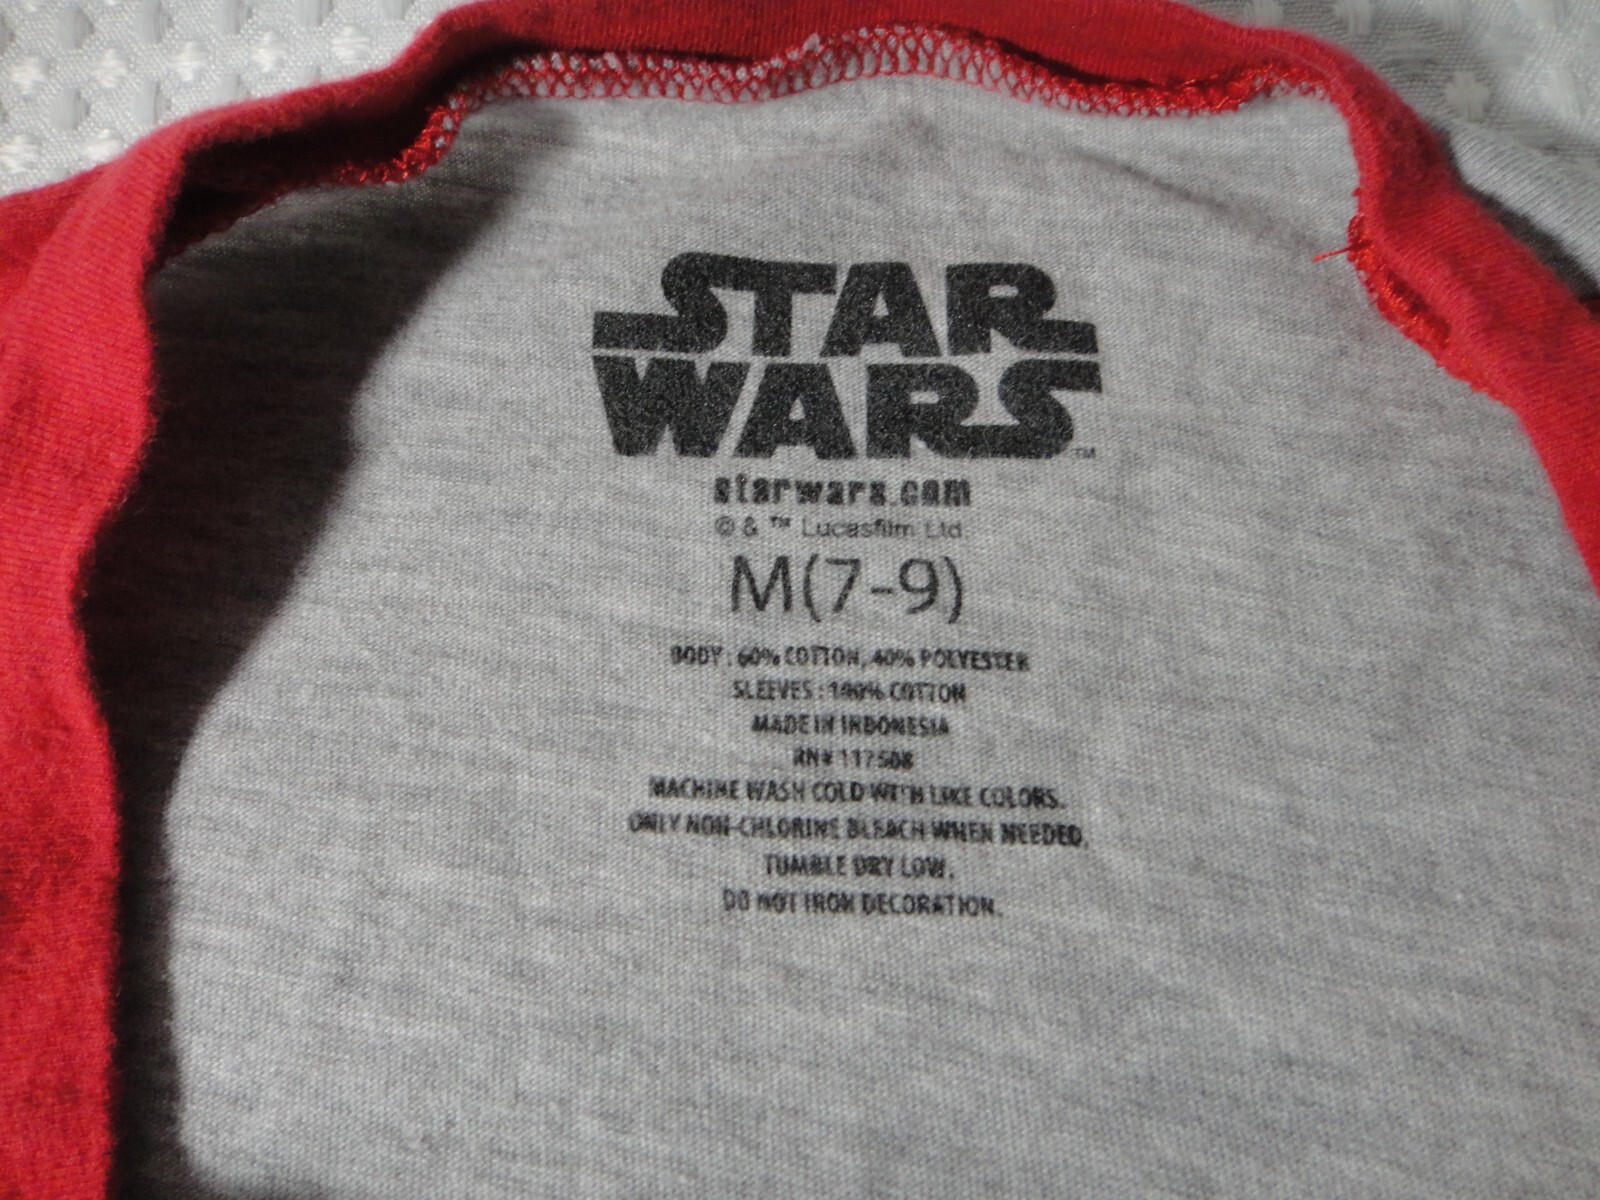 STAR
WARS™
starwars.com
© & ™ Lucasfilm Ltd.
M(7-9)
BODY : 60% COTTON, 40% POLYESTER
SLEEVES : 100% COTTON
MADE IN INDONESIA
RN# 117508
MACHINE WASH COLD WITH LIKE COLORS.
ONLY NON-CHLORINE BLEACH WHEN NEEDED.
TUMBLE DRY LOW.
DO NOT IRON DECORATION.